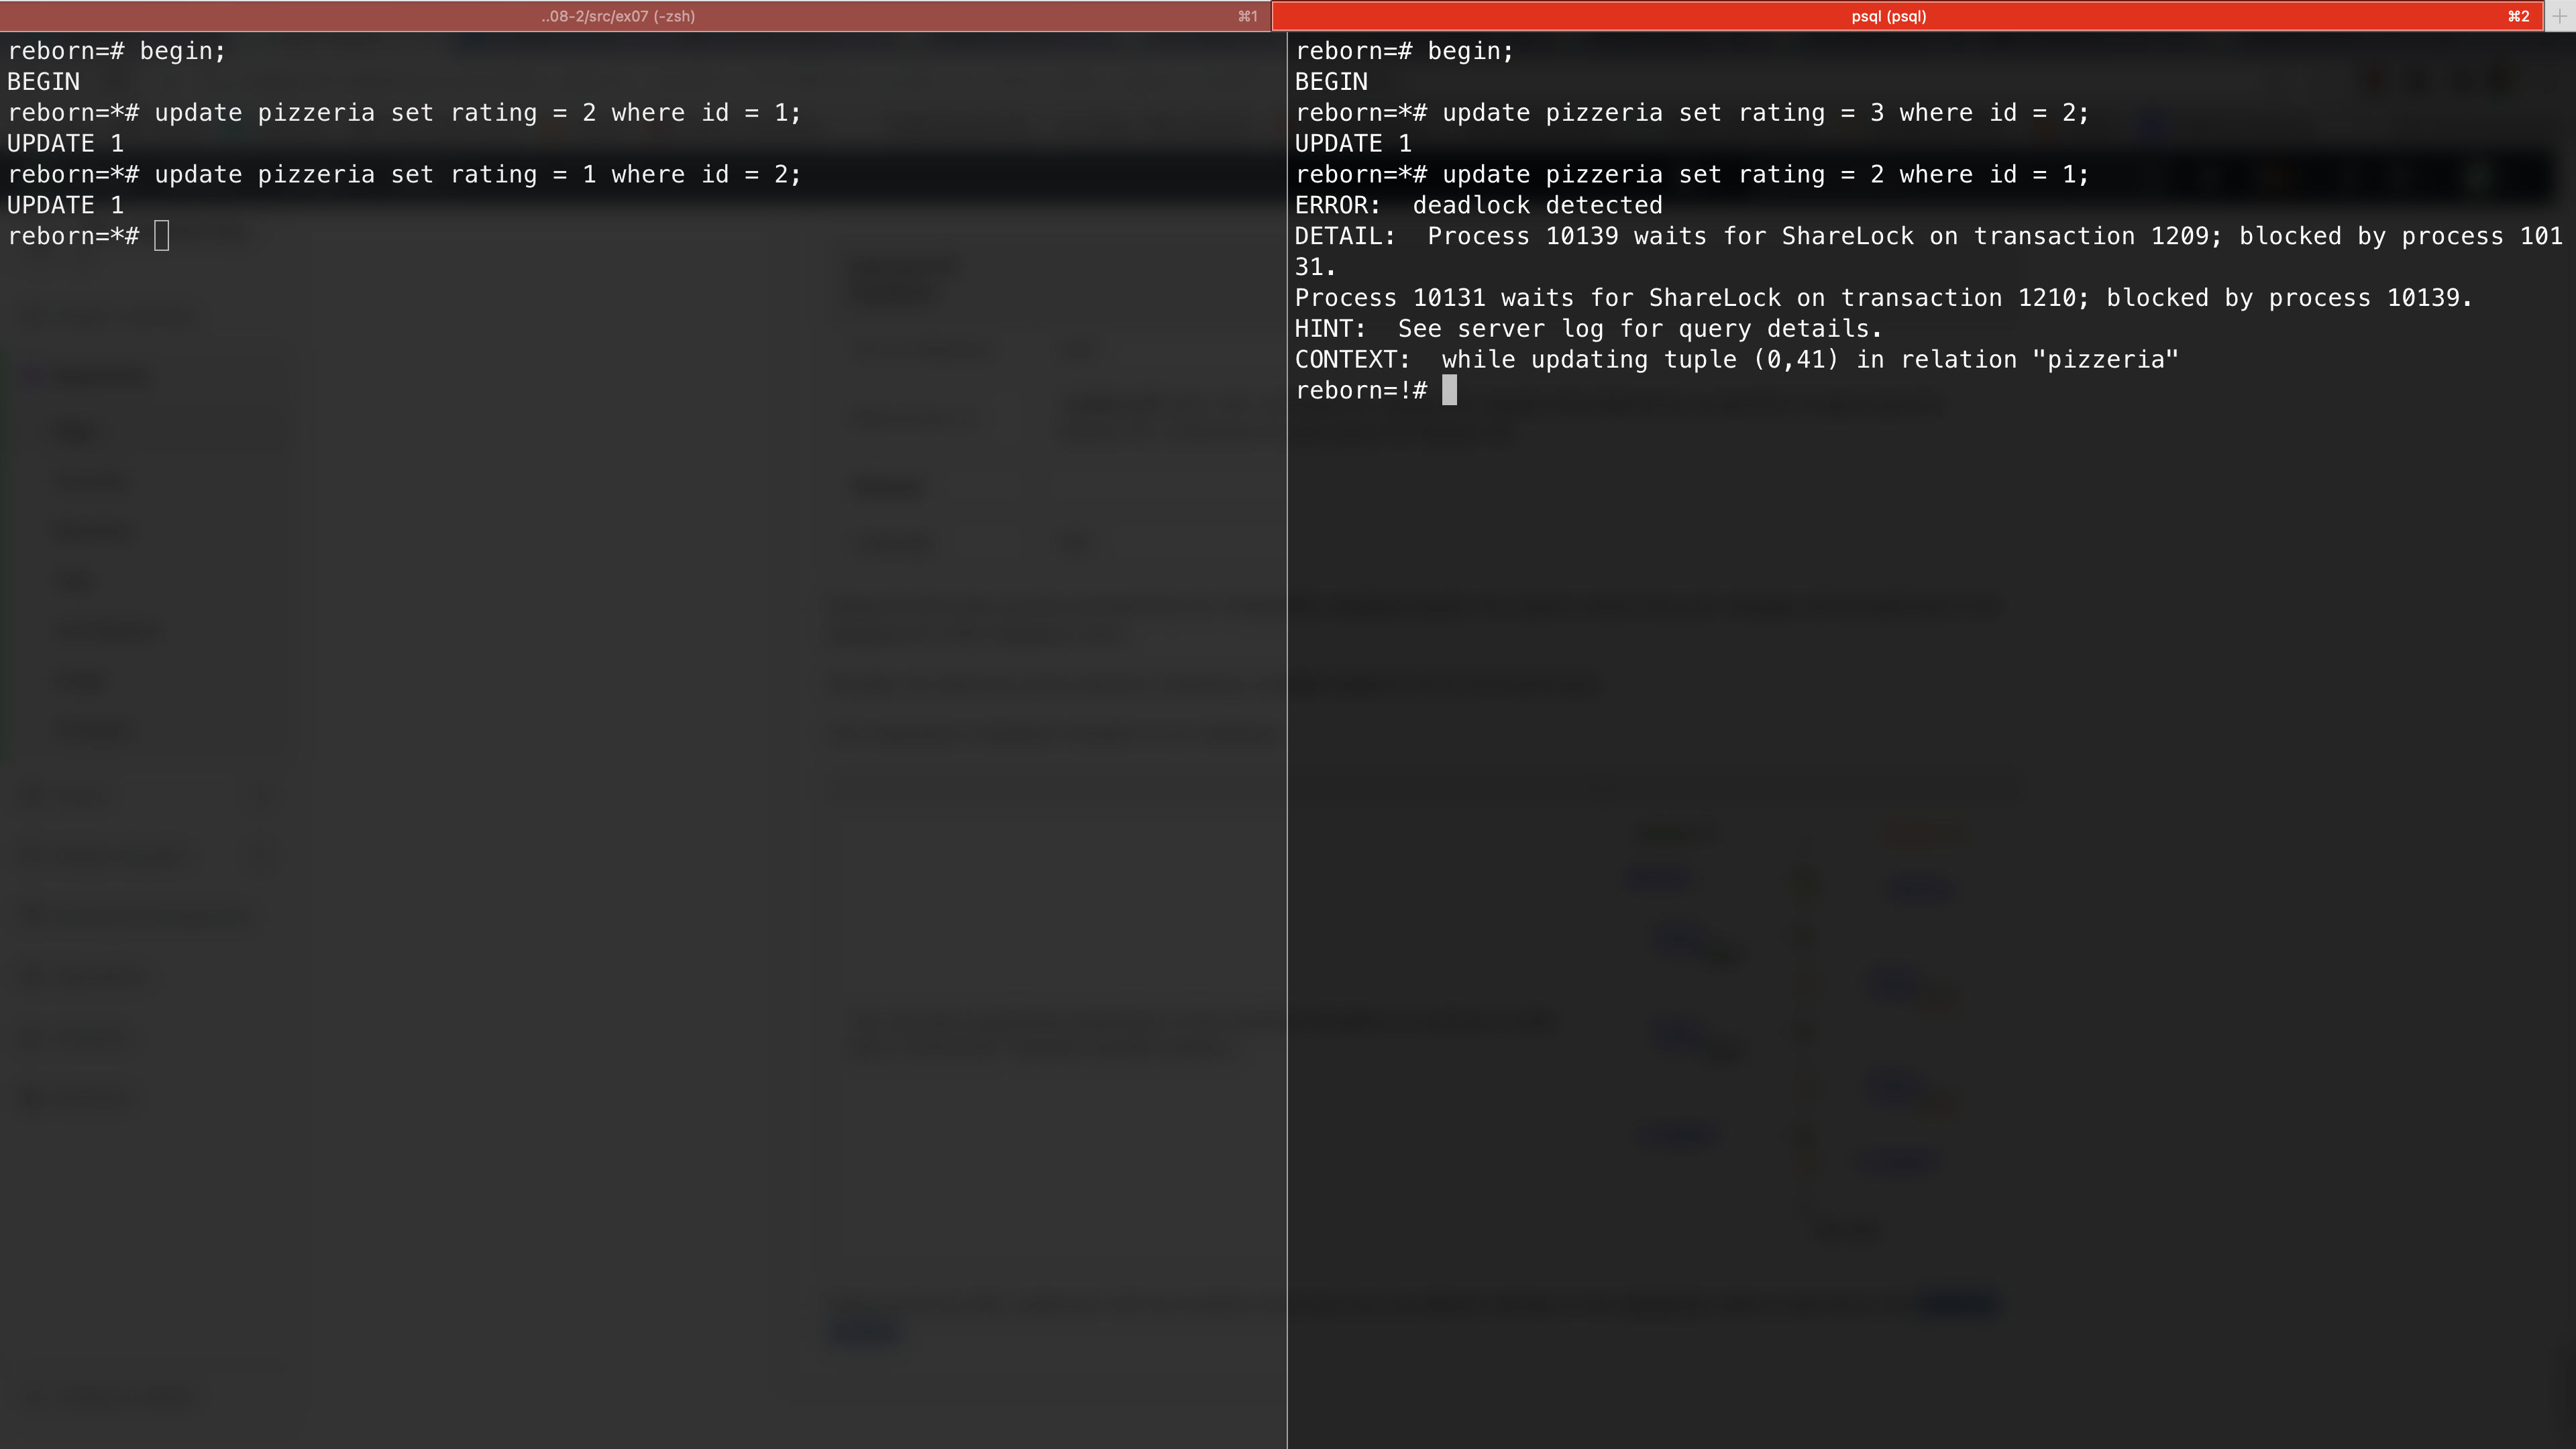 ..08-2/src/ex07 (-zsh) ⌘1
reborn=# begin;
BEGIN
reborn=*# update pizzeria set rating = 2 where id = 1;
UPDATE 1
reborn=*# update pizzeria set rating = 1 where id = 2;
UPDATE 1
reborn=*#
psql (psql) ⌘2
reborn=# begin;
BEGIN
reborn=*# update pizzeria set rating = 3 where id = 2;
UPDATE 1
reborn=*# update pizzeria set rating = 2 where id = 1;
ERROR:  deadlock detected
DETAIL:  Process 10139 waits for ShareLock on transaction 1209; blocked by process 101
31.
Process 10131 waits for ShareLock on transaction 1210; blocked by process 10139.
HINT:  See server log for query details.
CONTEXT:  while updating tuple (0,41) in relation "pizzeria"
reborn=!#